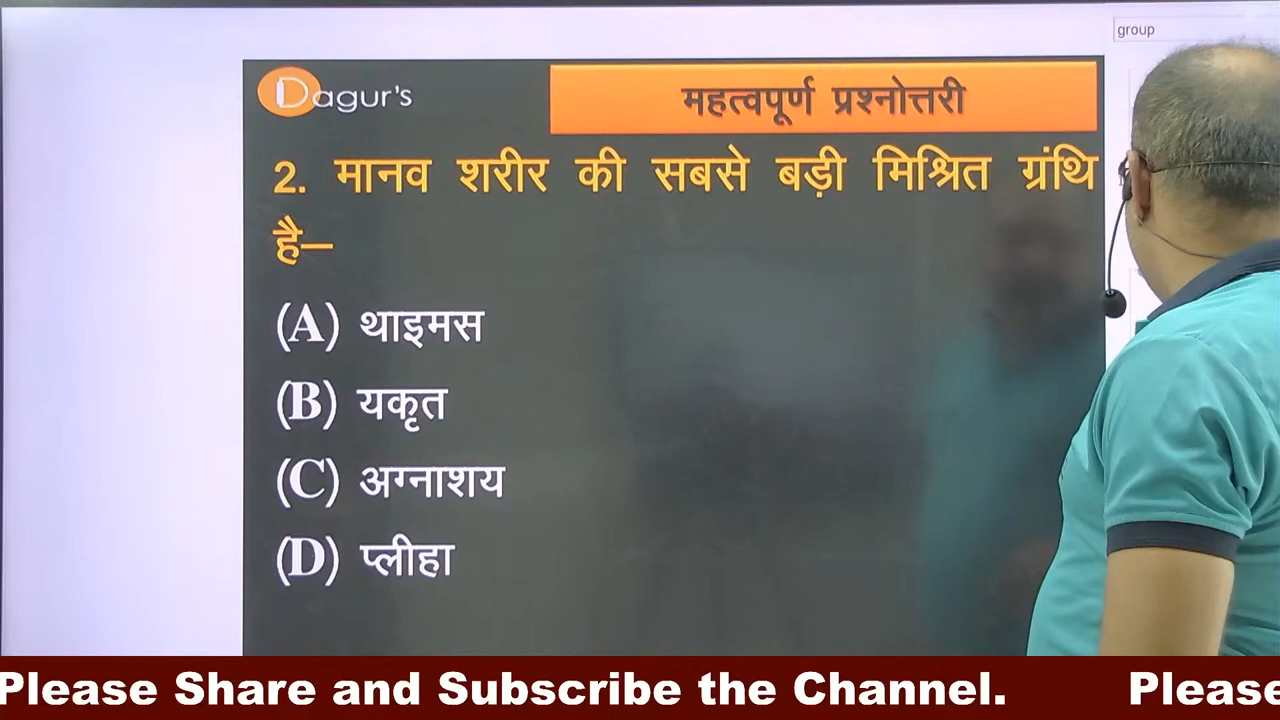 group
Dagur's
महत्वपूर्ण प्रश्नोत्तरी
2. मानव शरीर की सबसे बड़ी मिश्रित ग्रंथि
है–
(A) थाइमस
(B) यकृत
(C) अग्नाशय
(D) प्लीहा
Please Share and Subscribe the Channel. Please